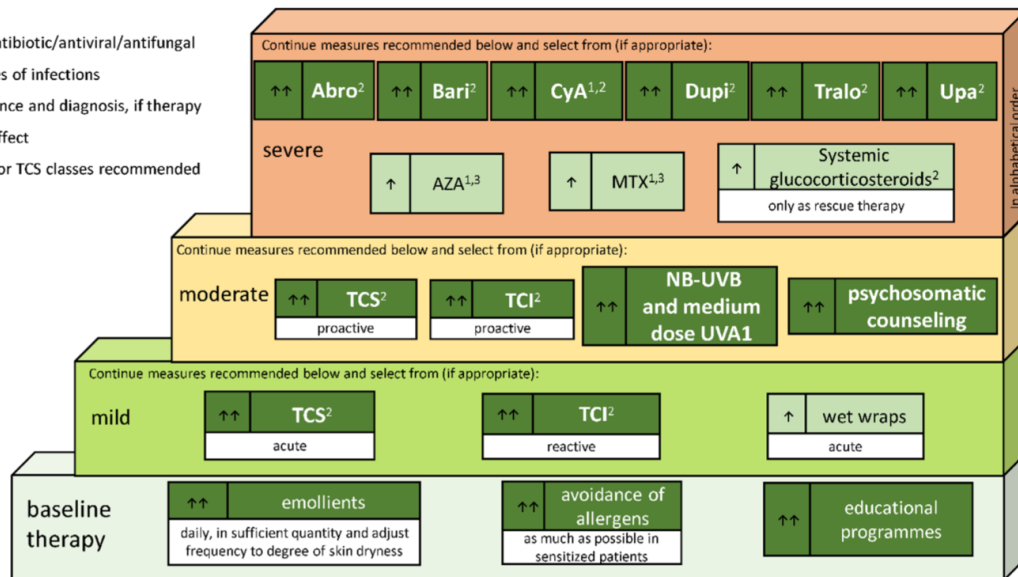 ntibiotic/antiviral/antifungal
es of infections
ance and diagnosis, if therapy
ffect
or TCS classes recommended
Continue measures recommended below and select from (if appropriate):
↑↑ Abro²
↑↑ Bari²
↑↑ CyA¹,²
↑↑ Dupi²
↑↑ Tralo²
↑↑ Upa²
severe
↑ AZA¹,³
↑ MTX¹,³
↑ Systemic
glucocorticosteroids²
only as rescue therapy
In alphabetical order
Continue measures recommended below and select from (if appropriate):
moderate
↑↑ TCS²
proactive
↑↑ TCI²
proactive
↑↑ NB-UVB
and medium
dose UVA1
↑↑ psychosomatic
counseling
Continue measures recommended below and select from (if appropriate):
mild
↑↑ TCS²
acute
↑↑ TCI²
reactive
↑ wet wraps
acute
baseline
therapy
↑↑ emollients
daily, in sufficient quantity and adjust
frequency to degree of skin dryness
↑↑ avoidance of
allergens
as much as possible in
sensitized patients
↑↑ educational
programmes